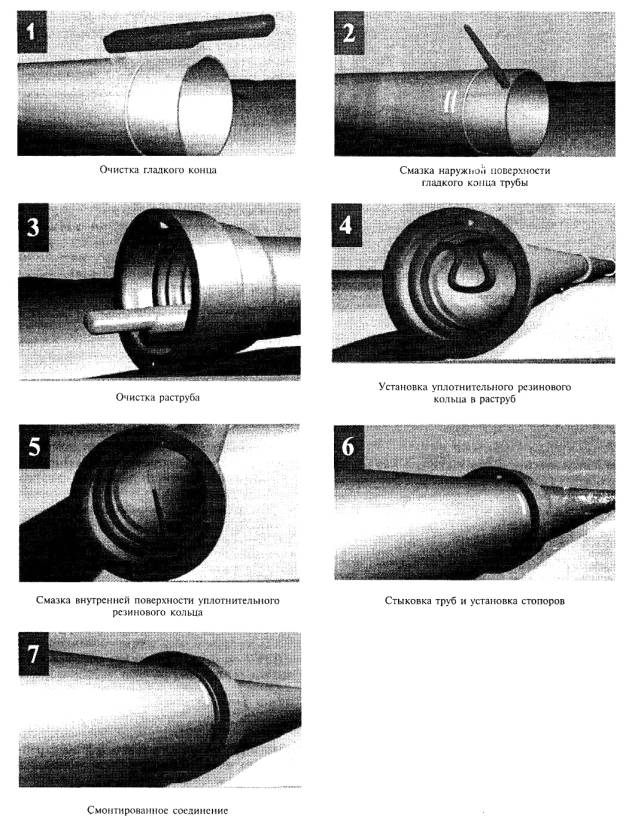 1
2
Очистка гладкого конца
Смазка наружной поверхности
гладкого конца трубы
3
4
Очистка раструба
Установка уплотнительного резинового
кольца в раструб
5
6
Смазка внутренней поверхности уплотнительного
резинового кольца
Стыковка труб и установка стопоров
7
Смонтированное соединение